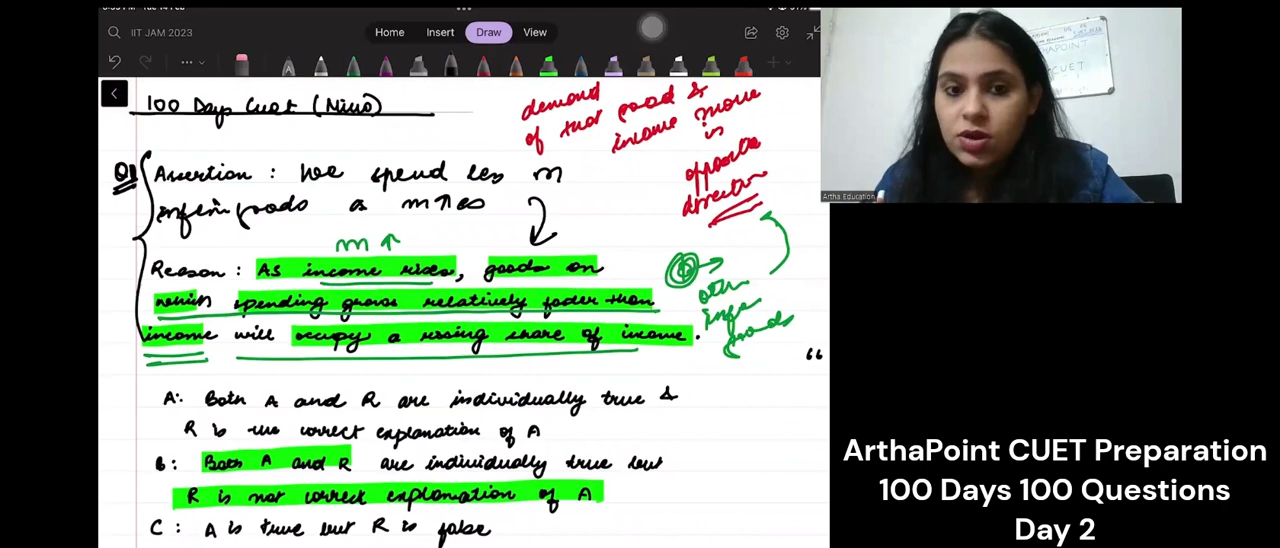 IIT JAM 2023
Home Insert Draw View
100 Days Cuet (Micro)
demand
of that good &
income move
in
opposite
direction
Q1 Assertion : We spend less on
goods as m↑es
m ↑
Reason : As income rises, goods on
which spending grows relatively faster than
income will occupy a rising share of income.
other
goods
"
A: Both A and R are individually true &
R is the correct explanation of A
B: Both A and R are individually true but
R is not correct explanation of A
C: A is true but R is false
Artha Education
ArthaPoint CUET Preparation
100 Days 100 Questions
Day 2